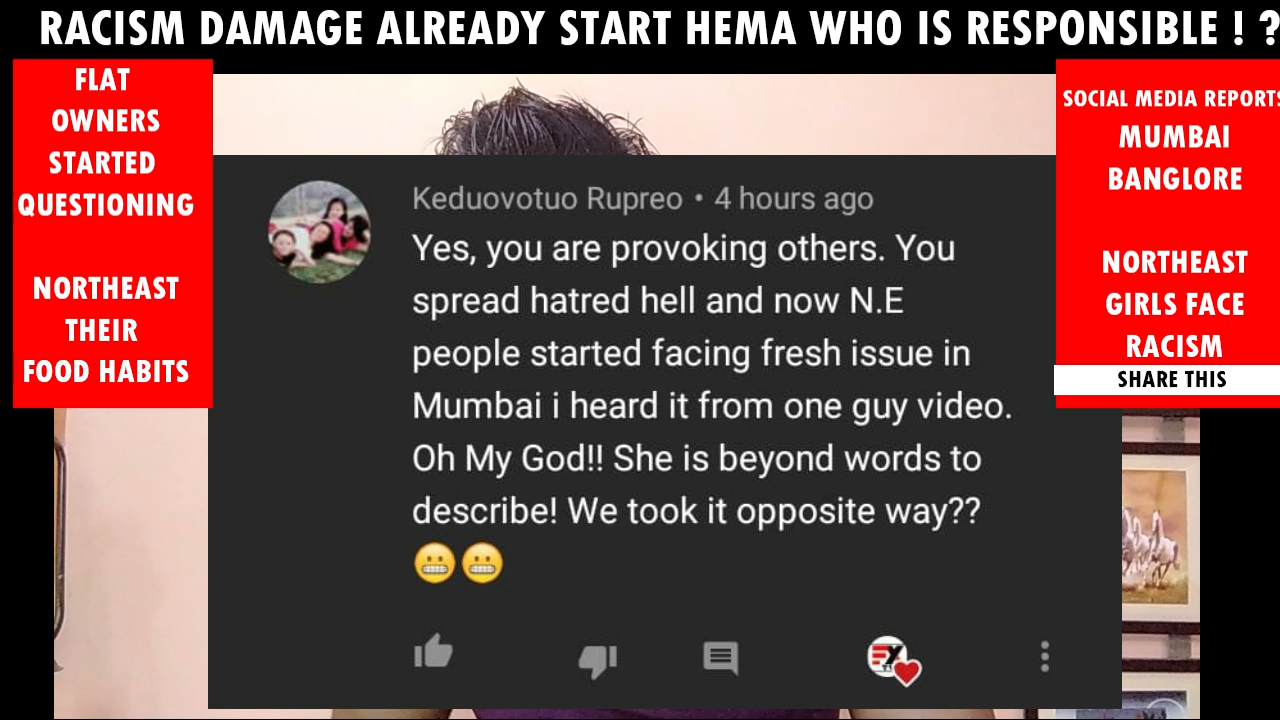 RACISM DAMAGE ALREADY START HEMA WHO IS RESPONSIBLE ! ?
FLAT
OWNERS
STARTED
QUESTIONING
NORTHEAST
THEIR
FOOD HABITS
Keduovotuo Rupreo • 4 hours ago
Yes, you are provoking others. You
spread hatred hell and now N.E
people started facing fresh issue in
Mumbai i heard it from one guy video.
Oh My God!! She is beyond words to
describe! We took it opposite way??
😬😬
SOCIAL MEDIA REPORTS
MUMBAI
BANGLORE
NORTHEAST
GIRLS FACE
RACISM
SHARE THIS